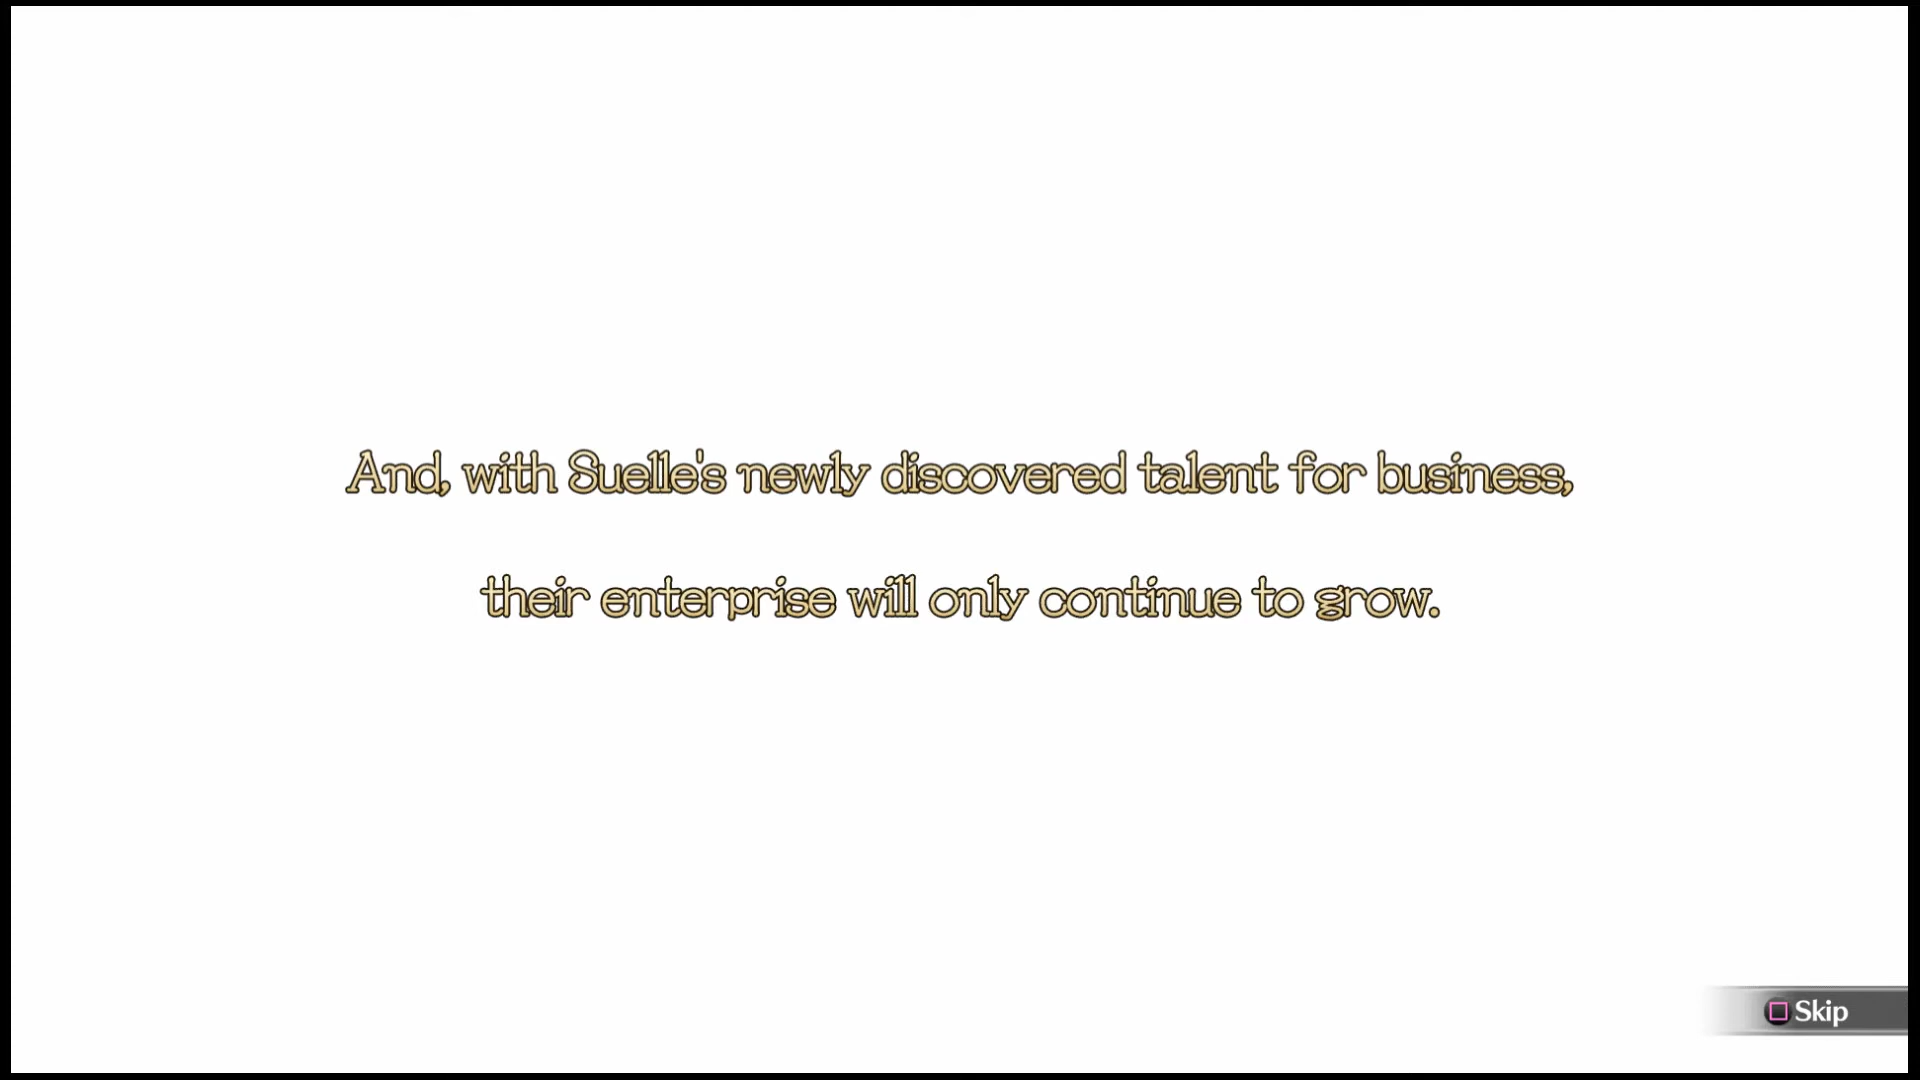 And, with Suelle's newly discovered talent for business,
their enterprise will only continue to grow.
Skip